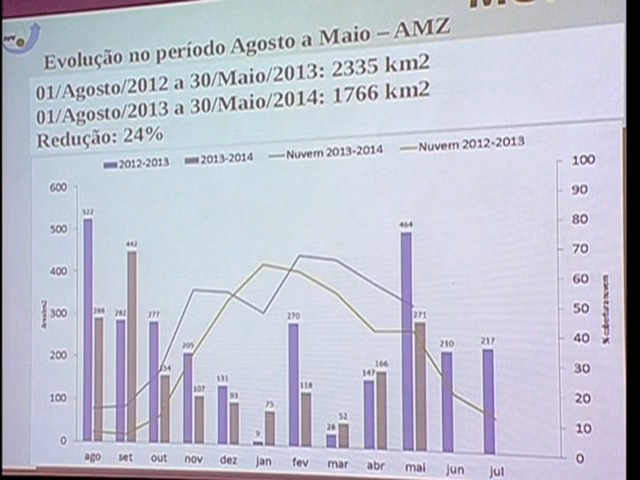 Evolução no período Agosto a Maio – AMZ
01/Agosto/2012 a 30/Maio/2013: 2335 km2
01/Agosto/2013 a 30/Maio/2014: 1766 km2
Redução: 24%
2012-2013 2013-2014 Nuvem 2013-2014 Nuvem 2012-2013
600
500
400
300
200
100
0
100
90
80
70
60
50
40
30
20
10
0
522 288 282 442 277 154 205 107 131 93 9 75 270 118 28 52 147 166 464 271 210 217
ago set out nov dez jan fev mar abr mai jun jul